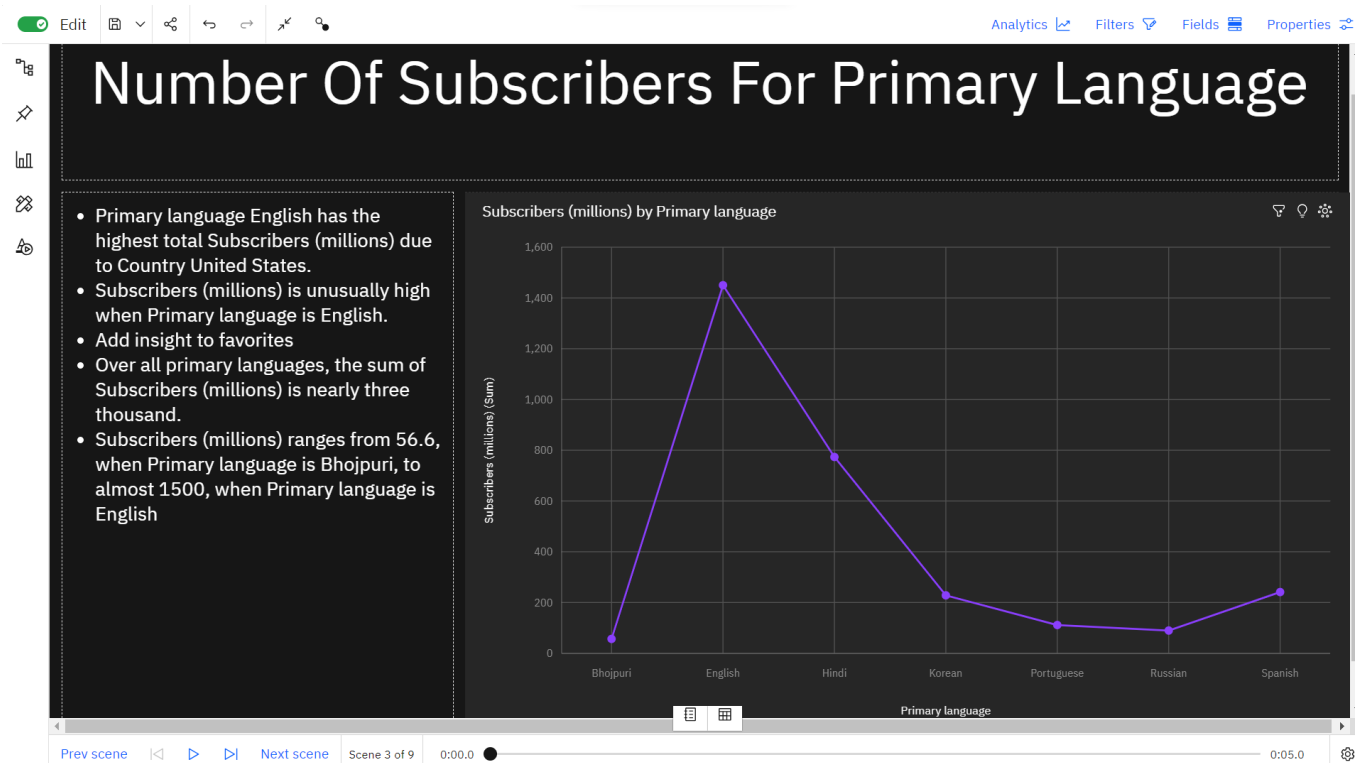 Edit
Analytics
Filters
Fields
Properties
Number Of Subscribers For Primary Language
• Primary language English has the
highest total Subscribers (millions) due
to Country United States.
• Subscribers (millions) is unusually high
when Primary language is English.
• Add insight to favorites
• Over all primary languages, the sum of
Subscribers (millions) is nearly three
thousand.
• Subscribers (millions) ranges from 56.6,
when Primary language is Bhojpuri, to
almost 1500, when Primary language is
English
Subscribers (millions) by Primary language
Subscribers (millions) (Sum)
1,600
1,400
1,200
1,000
800
600
400
200
0
Bhojpuri
English
Hindi
Korean
Portuguese
Russian
Spanish
Primary language
Prev scene
Next scene
Scene 3 of 9
0:00.0
0:05.0